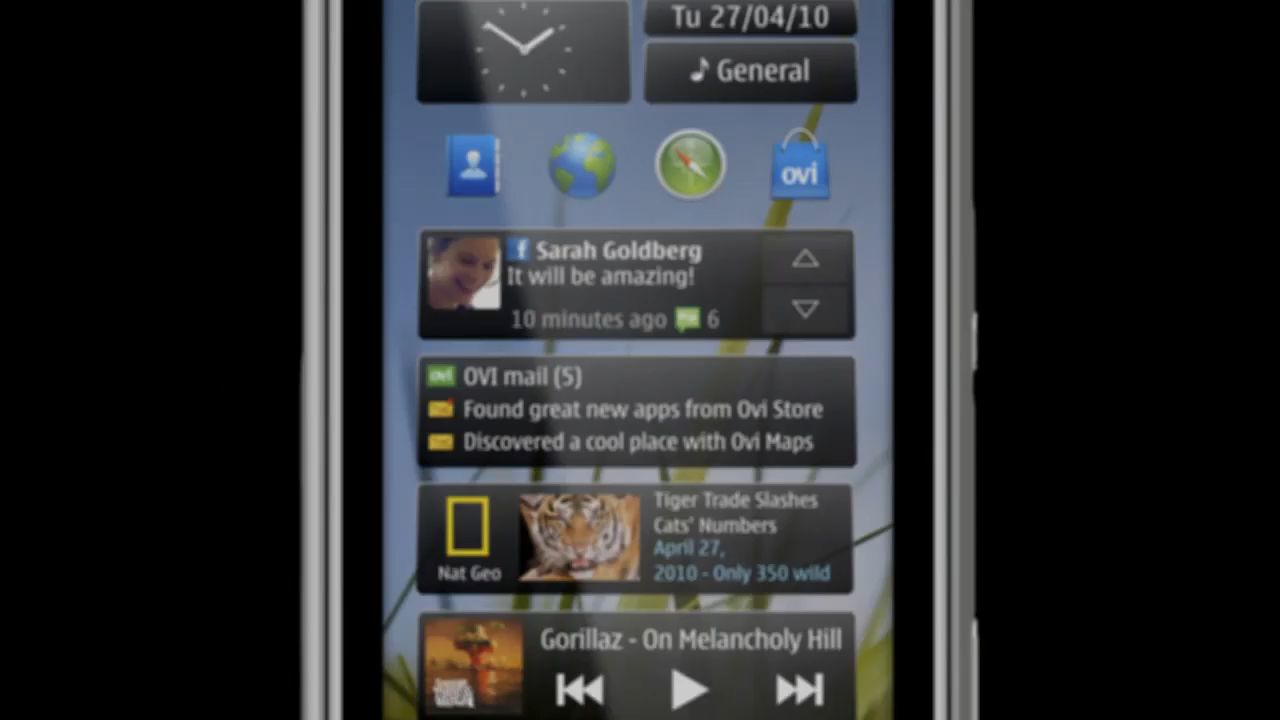 Tu 27/04/10
General
ovi
f Sarah Goldberg
It will be amazing!
10 minutes ago 6
ovi OVI mail (5)
Found great new apps from Ovi Store
Discovered a cool place with Ovi Maps
Tiger Trade Slashes
Cats' Numbers
April 27,
2010 - Only 350 wild
Nat Geo
Gorillaz - On Melancholy Hill